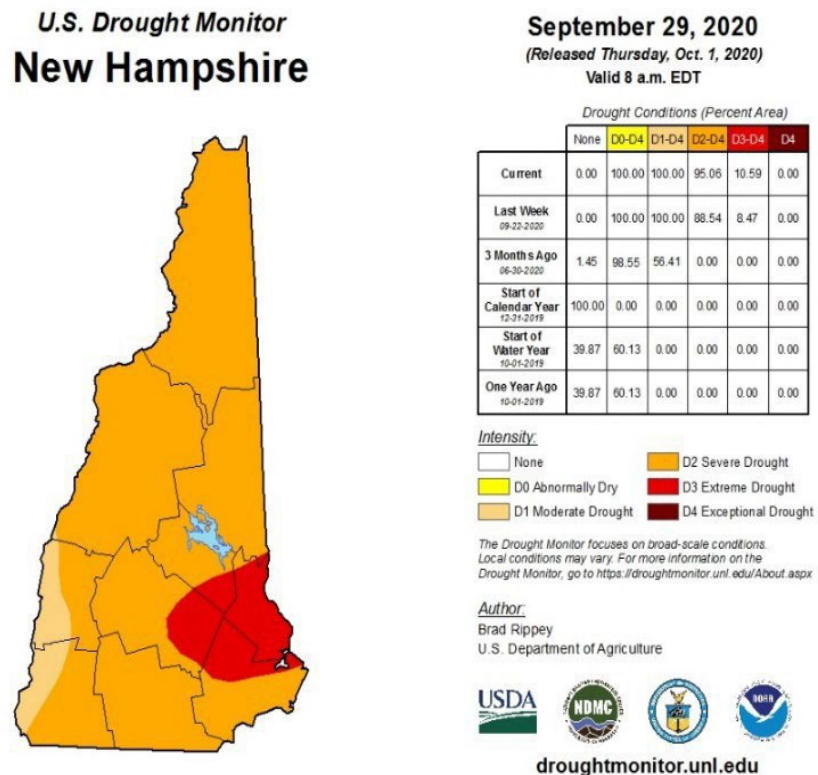 U.S. Drought Monitor
New Hampshire
September 29, 2020
(Released Thursday, Oct. 1, 2020)
Valid 8 a.m. EDT
Drought Conditions (Percent Area)
None D0-D4 D1-D4 D2-D4 D3-D4 D4
Current 0.00 100.00 100.00 95.06 10.59 0.00
Last Week
09-22-2020
0.00 100.00 100.00 88.54 8.47 0.00
3 Months Ago
06-30-2020
1.45 98.55 56.41 0.00 0.00 0.00
Start of
Calendar Year
12-31-2019
100.00 0.00 0.00 0.00 0.00 0.00
Start of
Water Year
10-01-2019
39.87 60.13 0.00 0.00 0.00 0.00
One Year Ago
10-01-2019
39.87 60.13 0.00 0.00 0.00 0.00
Intensity:
None
D0 Abnormally Dry
D1 Moderate Drought
D2 Severe Drought
D3 Extreme Drought
D4 Exceptional Drought
The Drought Monitor focuses on broad-scale conditions.
Local conditions may vary. For more information on the
Drought Monitor, go to https://droughtmonitor.unl.edu/About.aspx
Author:
Brad Rippey
U.S. Department of Agriculture
USDA
NDMC
droughtmonitor.unl.edu